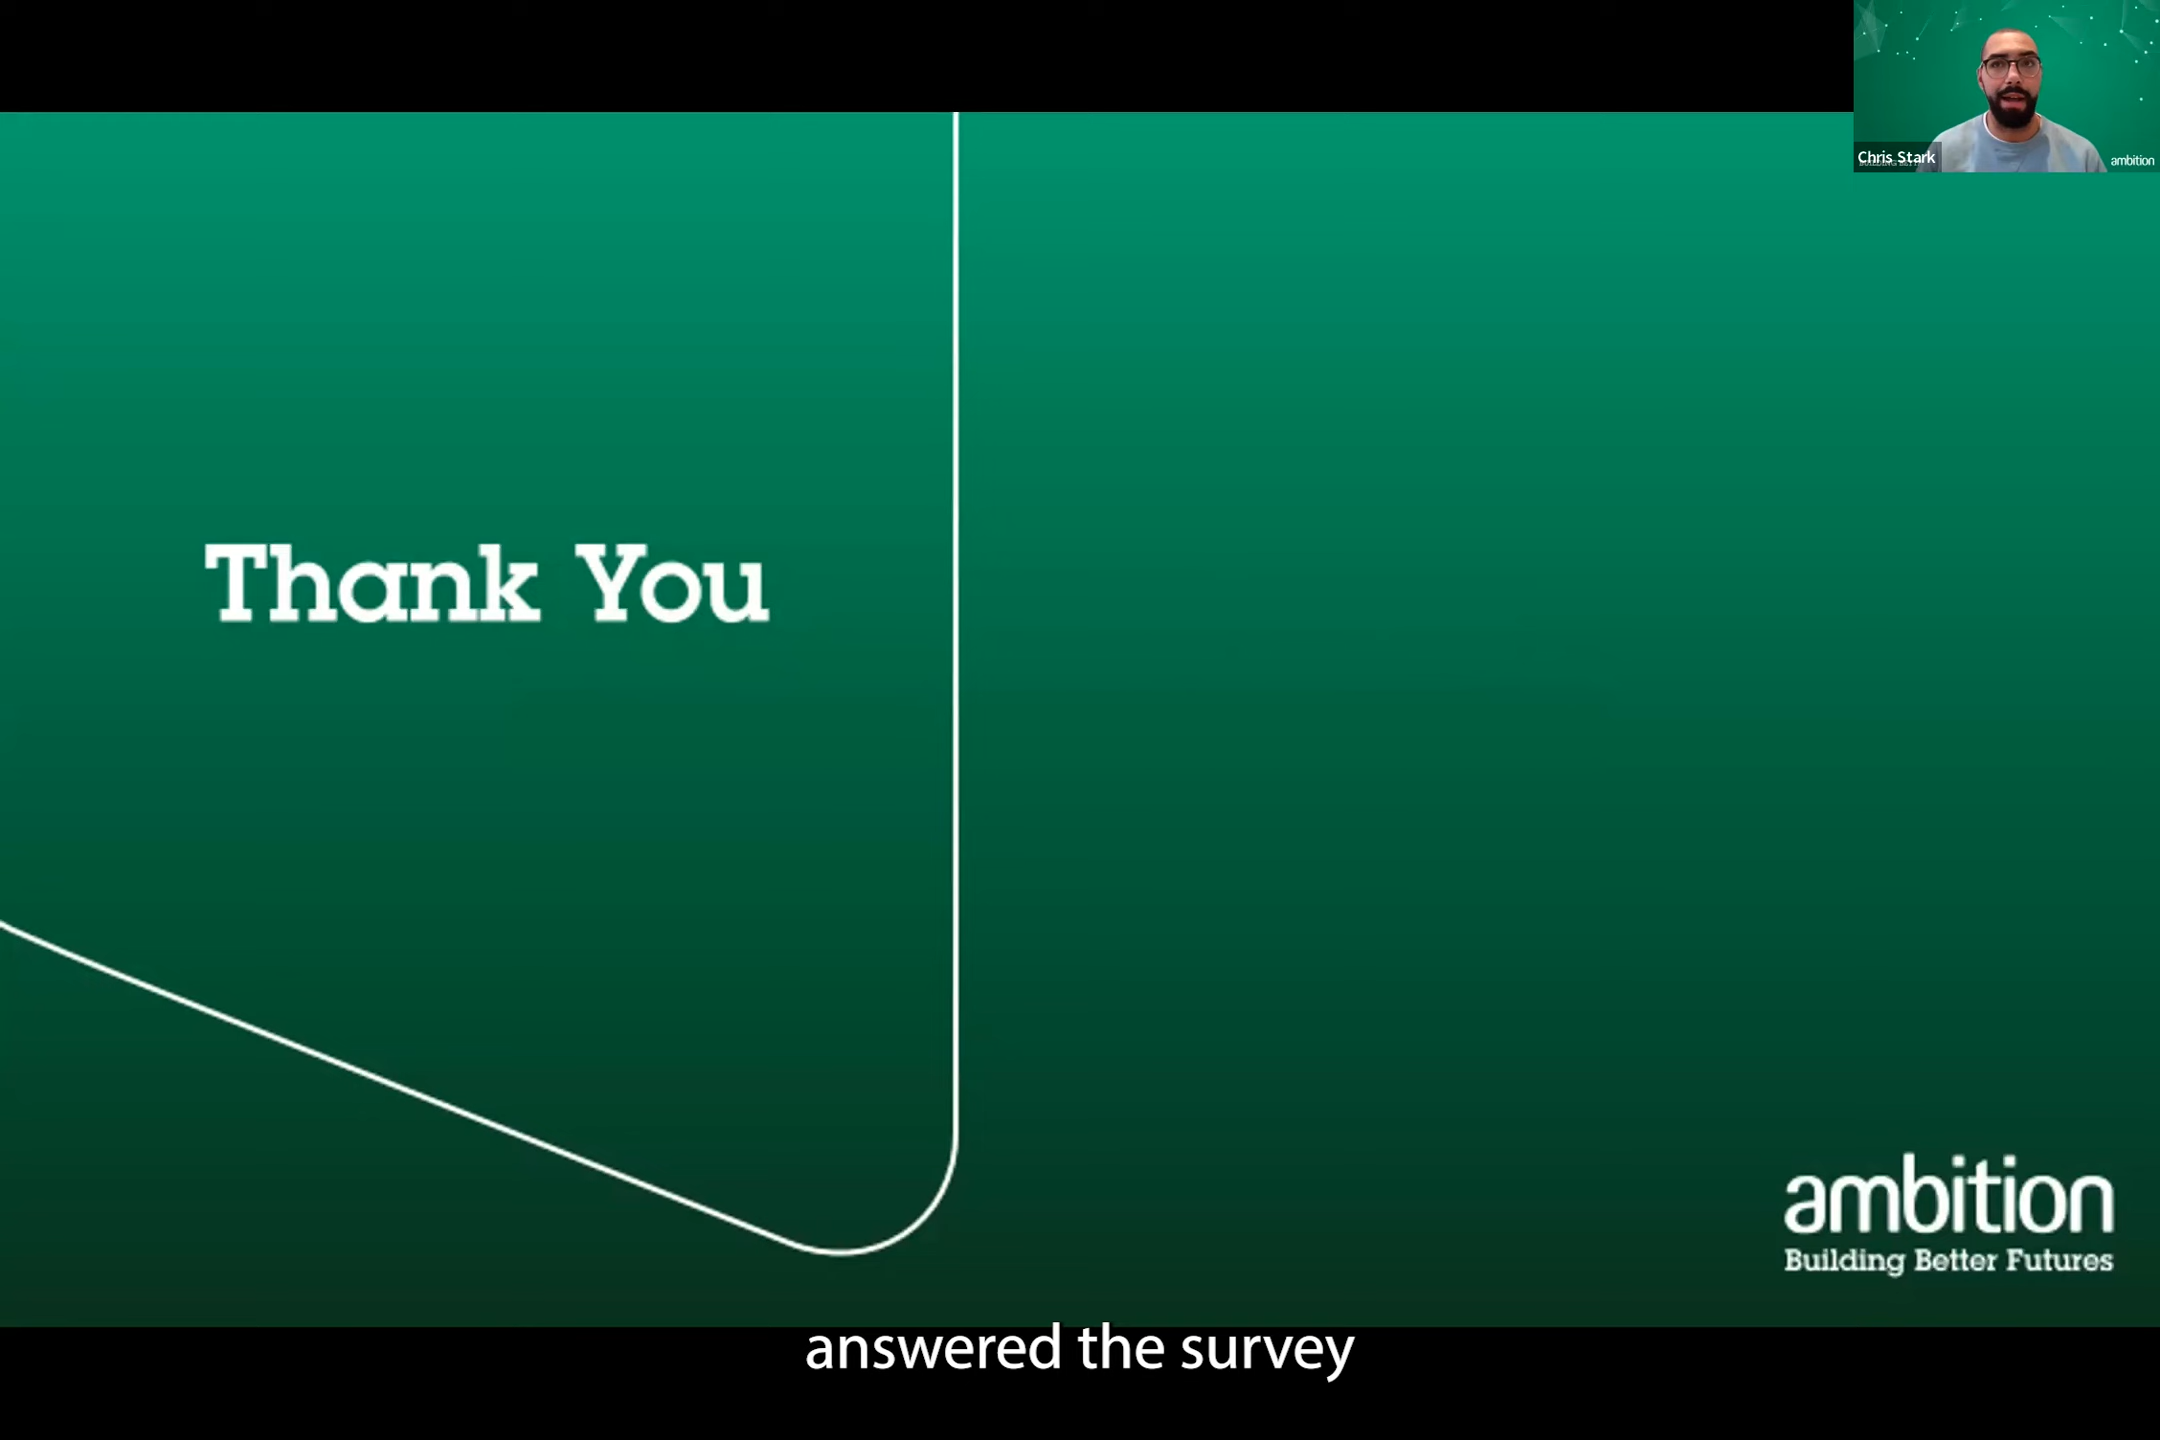 Chris Stark
ambition
Thank You
ambition
Building Better Futures
answered the survey